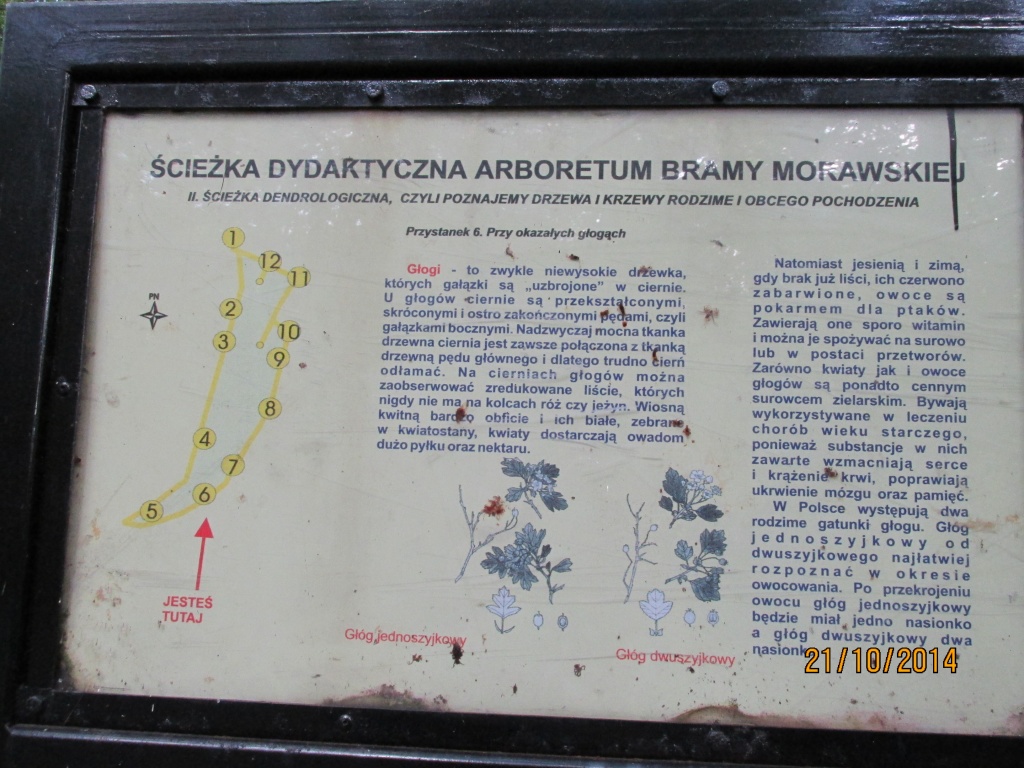 ŚCIEŻKA DYDAKTYCZNA ARBORETUM BRAMY MORAWSKIEJ
II. ŚCIEŻKA DENDROLOGICZNA, CZYLI POZNAJEMY DRZEWA I KRZEWY RODZIME I OBCEGO POCHODZENIA
Przystanek 6. Przy okazałych głogach
1
12
11
PN
2
3
10
9
8
4
7
6
5
JESTEŚ
TUTAJ
Głogi - to zwykle niewysokie drzewka,
których gałązki są „uzbrojone” w ciernie.
U głogów ciernie są przekształconymi,
skróconymi i ostro zakończonymi pędami, czyli
gałązkami bocznymi. Nadzwyczaj mocna tkanka
drzewna ciernia jest zawsze połączona z tkanką
drzewną pędu głównego i dlatego trudno cierń
odłamać. Na cierniach głogów można
zaobserwować zredukowane liście, których
nigdy nie ma na kolcach róż czy jeżyn. Wiosną
kwitną bardzo obficie i ich białe, zebrane
w kwiatostany, kwiaty dostarczają owadom
dużo pyłku oraz nektaru.
Głóg jednoszyjkowy
Głóg dwuszyjkowy
Natomiast jesienią i zimą,
gdy brak już liści, ich czerwono
zabarwione, owoce są
pokarmem dla ptaków.
Zawierają one sporo witamin
i można je spożywać na surowo
lub w postaci przetworów.
Zarówno kwiaty jak i owoce
głogów są ponadto cennym
surowcem zielarskim. Bywają
wykorzystywane w leczeniu
chorób wieku starczego,
ponieważ substancje w nich
zawarte wzmacniają serce
i krążenie krwi, poprawiają
ukrwienie mózgu oraz pamięć.
W Polsce występują dwa
rodzime gatunki głogu. Głóg
jednoszyjkowy od
dwuszyjkowego najłatwiej
rozpoznać w okresie
owocowania. Po przekrojeniu
owocu głóg jednoszyjkowy
będzie miał jedno nasionko
a głóg dwuszyjkowy dwa
21/10/2014